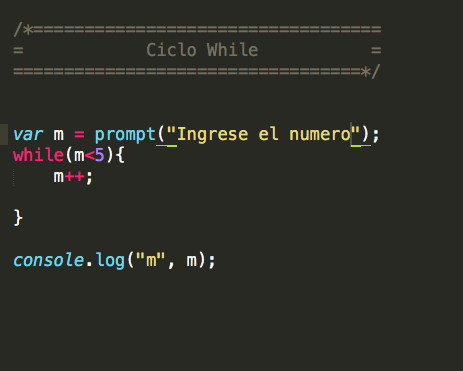 /*==================================
=            Ciclo While           =
==================================*/
var m = prompt("Ingrese el numero");
while(m<5){
m++;
}
console.log("m", m);